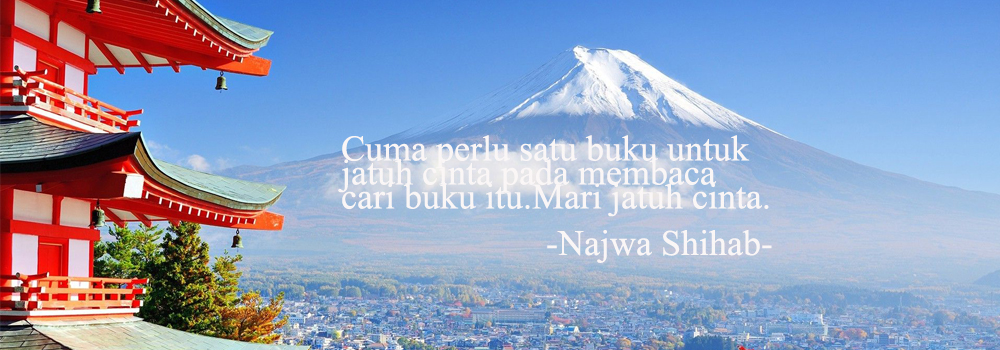 Cuma perlu satu buku untuk
jatuh cinta pada membaca
cari buku itu.Mari jatuh cinta.
-Najwa Shihab-